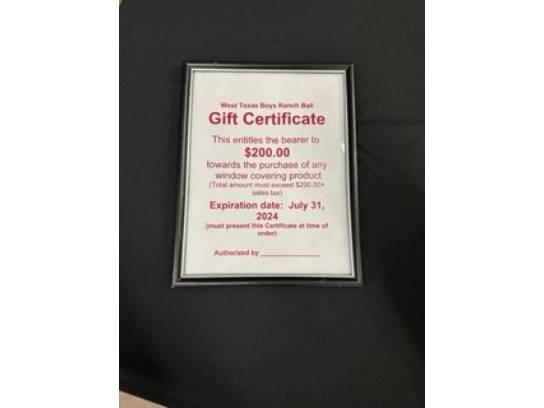 West Texas Boys Ranch Ball
Gift Certificate
This entitles the bearer to
$200.00
towards the purchase of any
window covering product
(Total amount must exceed $200.00+
sales tax)
Expiration date: July 31,
2024
(must present this Certificate at time of
order)
Authorized by _______________